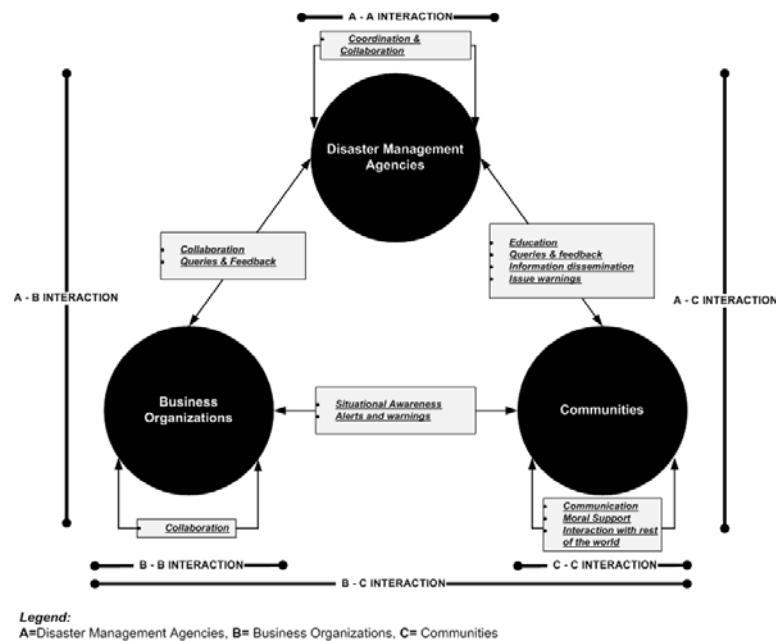 A - A INTERACTION
Coordination &
Collaboration
Disaster Management
Agencies
Collaboration
Queries & Feedback
Education
Queries & feedback
Information dissemination
Issue warnings
A - B INTERACTION
A - C INTERACTION
Business
Organizations
Situational Awareness
Alerts and warnings
Communities
Collaboration
Communication
Moral Support
Interaction with rest
of the world
B - B INTERACTION
C - C INTERACTION
B - C INTERACTION
Legend:
A=Disaster Management Agencies, B= Business Organizations, C= Communities